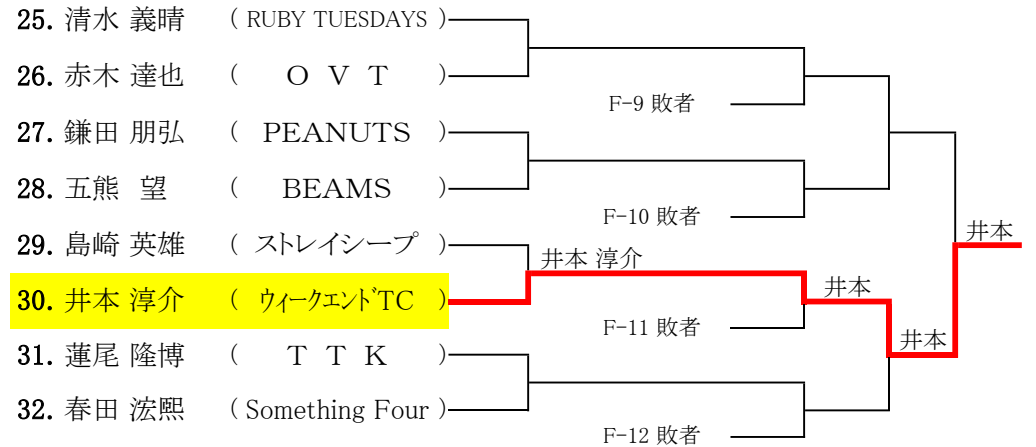 25. 清水 義晴 ( RUBY TUESDAYS )
26. 赤木 達也 ( O V T )
F-9 敗者
27. 鎌田 朋弘 ( PEANUTS )
28. 五熊 望 ( BEAMS )
F-10 敗者
29. 島崎 英雄 ( ストレイシープ )
井本 淳介
井本
30. 井本 淳介 ( ウィークエンドTC )
井本
F-11 敗者
井本
31. 蓮尾 隆博 ( T T K )
32. 春田 浤熙 ( Something Four )
F-12 敗者